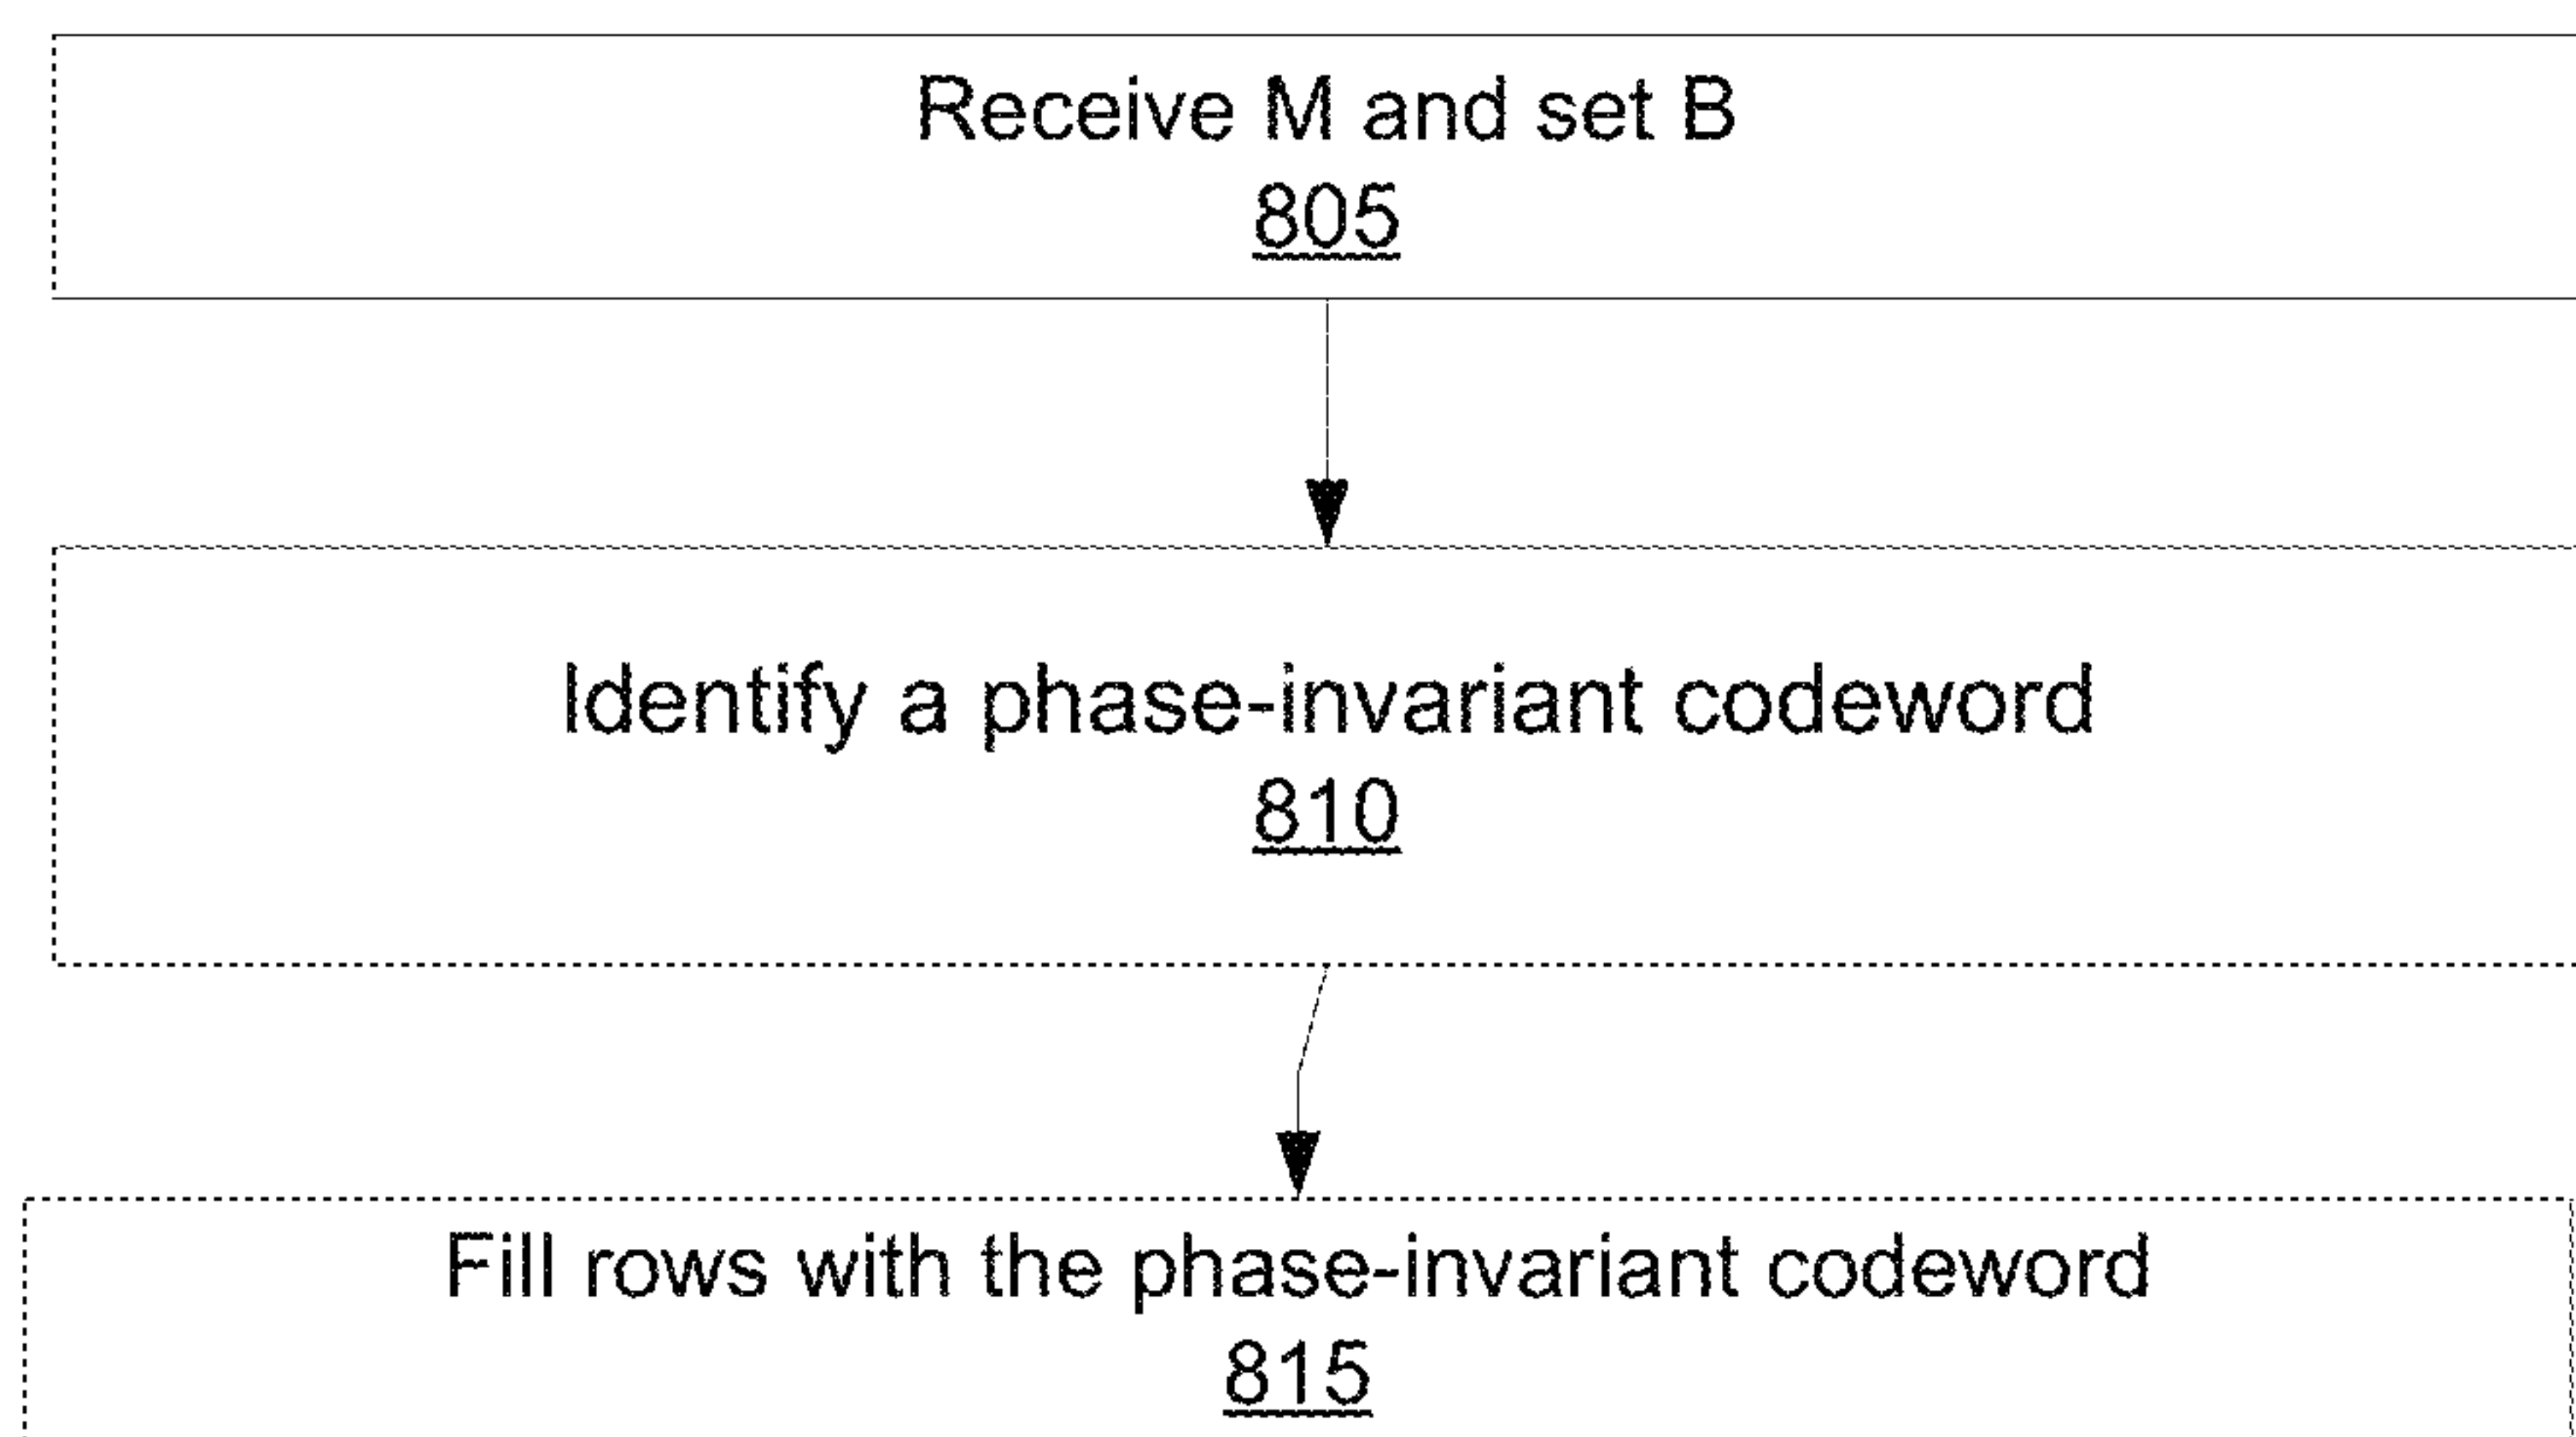 Receive M and set B
805
Identify a phase-invariant codeword
810
Fill rows with the phase-invariant codeword
815